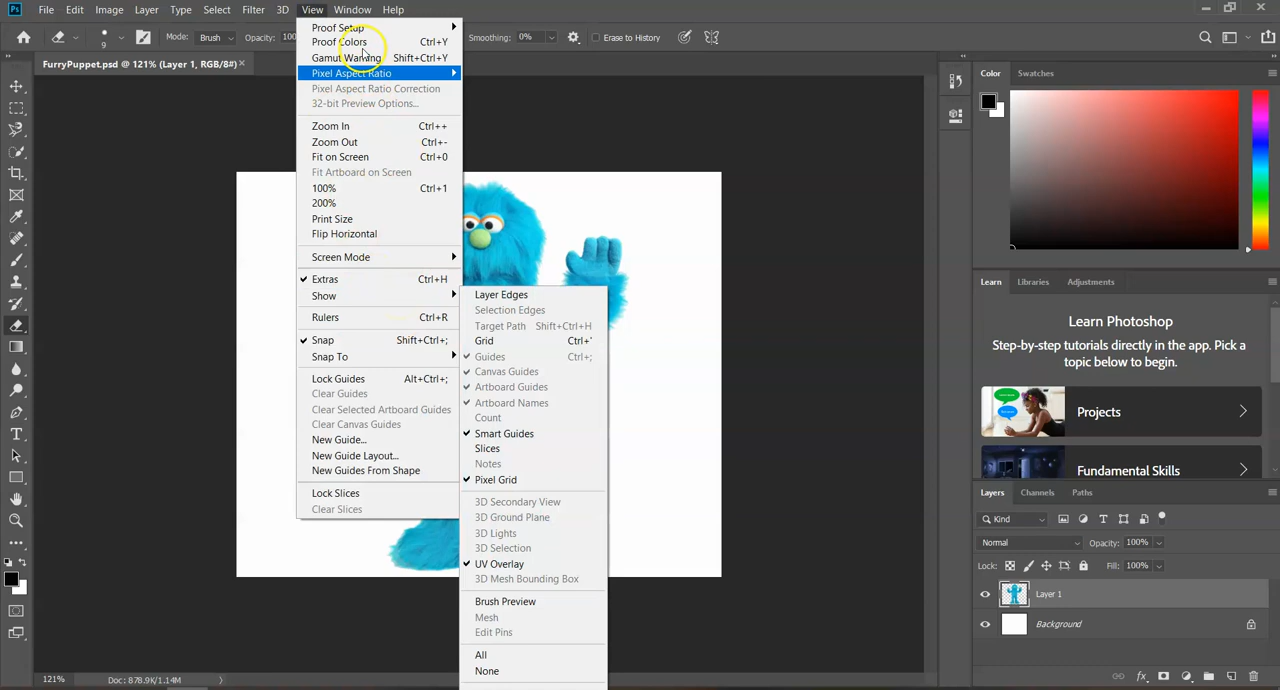 Ps File Edit Image Layer Type Select Filter 3D View Window Help
9 Mode: Brush Opacity: 100 Smoothing: 0% Erase to History
FurryPuppet.psd @ 121% (Layer 1, RGB/8#)
Proof Setup
Proof Colors Ctrl+Y
Gamut Warning Shift+Ctrl+Y
Pixel Aspect Ratio
Pixel Aspect Ratio Correction
32-bit Preview Options...
Zoom In Ctrl++
Zoom Out Ctrl+-
Fit on Screen Ctrl+0
Fit Artboard on Screen
100% Ctrl+1
200%
Print Size
Flip Horizontal
Screen Mode
Extras Ctrl+H
Show
Rulers Ctrl+R
Snap Shift+Ctrl+;
Snap To
Lock Guides Alt+Ctrl+;
Clear Guides
Clear Selected Artboard Guides
Clear Canvas Guides
New Guide...
New Guide Layout...
New Guides From Shape
Lock Slices
Clear Slices
Layer Edges
Selection Edges
Target Path Shift+Ctrl+H
Grid Ctrl+'
Guides Ctrl+;
Canvas Guides
Artboard Guides
Artboard Names
Count
Smart Guides
Slices
Notes
Pixel Grid
3D Secondary View
3D Ground Plane
3D Lights
3D Selection
UV Overlay
3D Mesh Bounding Box
Brush Preview
Mesh
Edit Pins
All
None
Color Swatches
Learn Libraries Adjustments
Learn Photoshop
Step-by-step tutorials directly in the app. Pick a
topic below to begin.
Projects
Fundamental Skills
Layers Channels Paths
Kind
Normal Opacity: 100%
Lock: Fill: 100%
Layer 1
Background
fx
121% Doc: 878.9K/1.14M